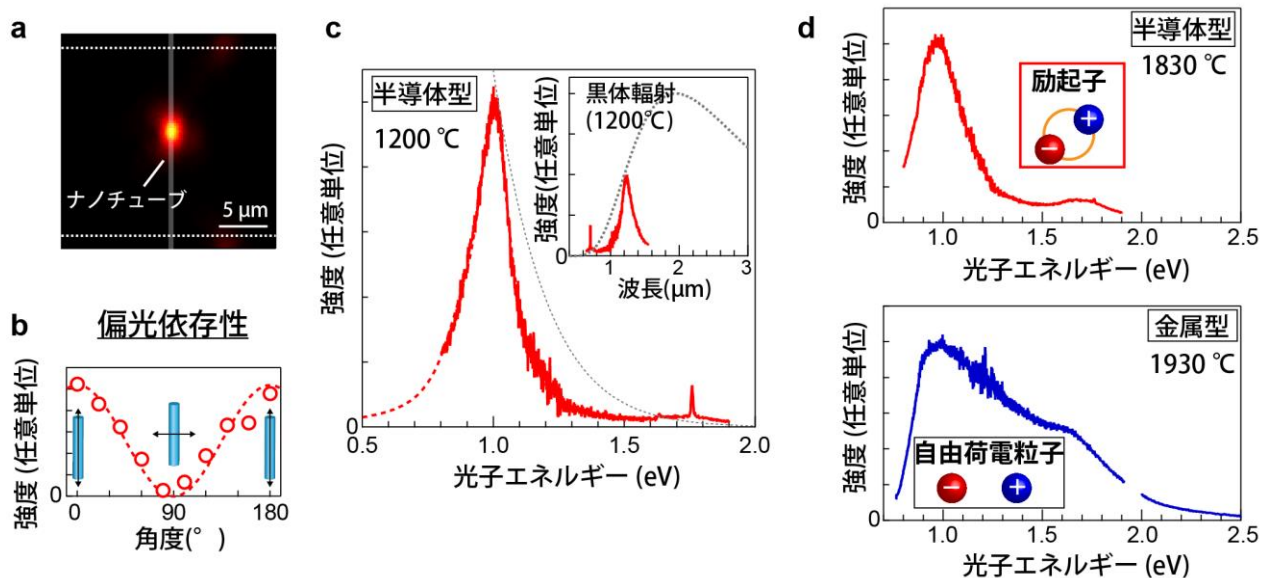 a
ナノチューブ
5 μm
b
偏光依存性
強度 (任意単位)
0
0
90
180
角度(°)
c
半導体型
1200 ℃
強度 (任意単位)
0
0.5
1.0
1.5
2.0
光子エネルギー (eV)
黒体輻射
(1200℃)
強度(任意単位)
0
1
2
3
波長(μm)
d
半導体型
1830 ℃
励起子
−
+
強度 (任意単位)
0
1.0
1.5
2.0
2.5
光子エネルギー (eV)
金属型
1930 ℃
自由荷電粒子
−
+
強度 (任意単位)
0
1.0
1.5
2.0
2.5
光子エネルギー (eV)